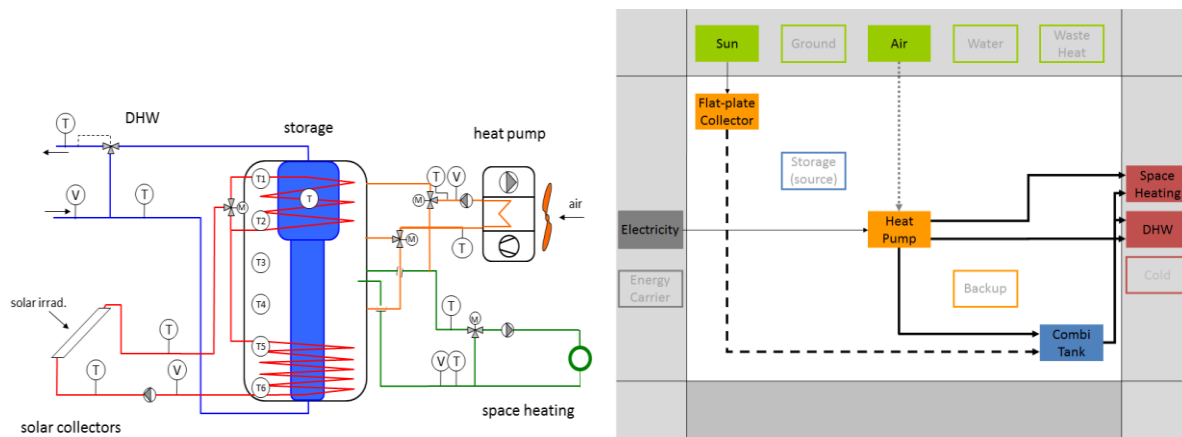 DHW
storage
heat pump
T
V
T
T1
T
T2
T3
T4
T5
T6
M
T
V
M
M
T
air
solar irrad.
T
T
V
T
M
V
T
space heating
solar collectors
Sun
Ground
Air
Water
Waste
Heat
Flat-plate
Collector
Storage
(source)
Space
Heating
Electricity
Heat
Pump
DHW
Energy
Carrier
Backup
Cold
Combi
Tank